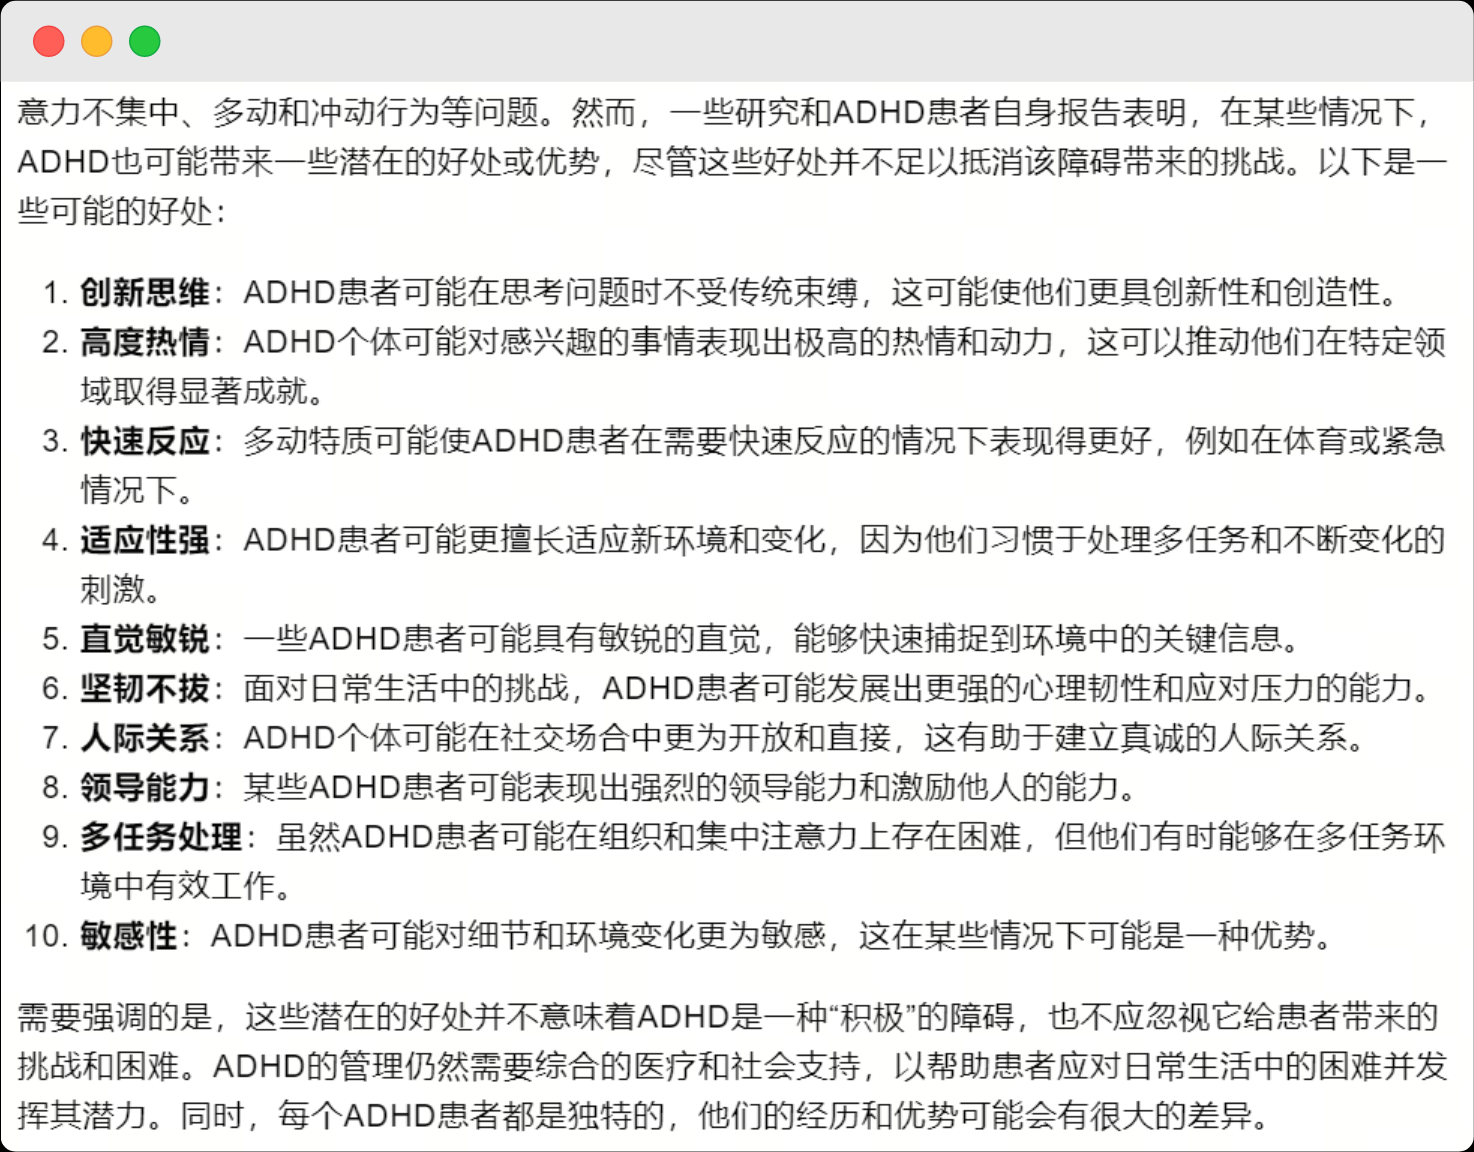 意力不集中、多动和冲动行为等问题。然而，一些研究和ADHD患者自身报告表明，在某些情况下，
ADHD也可能带来一些潜在的好处或优势，尽管这些好处并不足以抵消该障碍带来的挑战。以下是一
些可能的好处：
1. 创新思维：ADHD患者可能在思考问题时不受传统束缚，这可能使他们更具创新性和创造性。
2. 高度热情：ADHD个体可能对感兴趣的事情表现出极高的热情和动力，这可以推动他们在特定领
域取得显著成就。
3. 快速反应：多动特质可能使ADHD患者在需要快速反应的情况下表现得更好，例如在体育或紧急
情况下。
4. 适应性强：ADHD患者可能更擅长适应新环境和变化，因为他们习惯于处理多任务和不断变化的
刺激。
5. 直觉敏锐：一些ADHD患者可能具有敏锐的直觉，能够快速捕捉到环境中的关键信息。
6. 坚韧不拔：面对日常生活中的挑战，ADHD患者可能发展出更强的心理韧性和应对压力的能力。
7. 人际关系：ADHD个体可能在社交场合中更为开放和直接，这有助于建立真诚的人际关系。
8. 领导能力：某些ADHD患者可能表现出强烈的领导能力和激励他人的能力。
9. 多任务处理：虽然ADHD患者可能在组织和集中注意力上存在困难，但他们有时能够在多任务环
境中有效工作。
10. 敏感性：ADHD患者可能对细节和环境变化更为敏感，这在某些情况下可能是一种优势。
需要强调的是，这些潜在的好处并不意味着ADHD是一种“积极”的障碍，也不应忽视它给患者带来的
挑战和困难。ADHD的管理仍然需要综合的医疗和社会支持，以帮助患者应对日常生活中的困难并发
挥其潜力。同时，每个ADHD患者都是独特的，他们的经历和优势可能会有很大的差异。